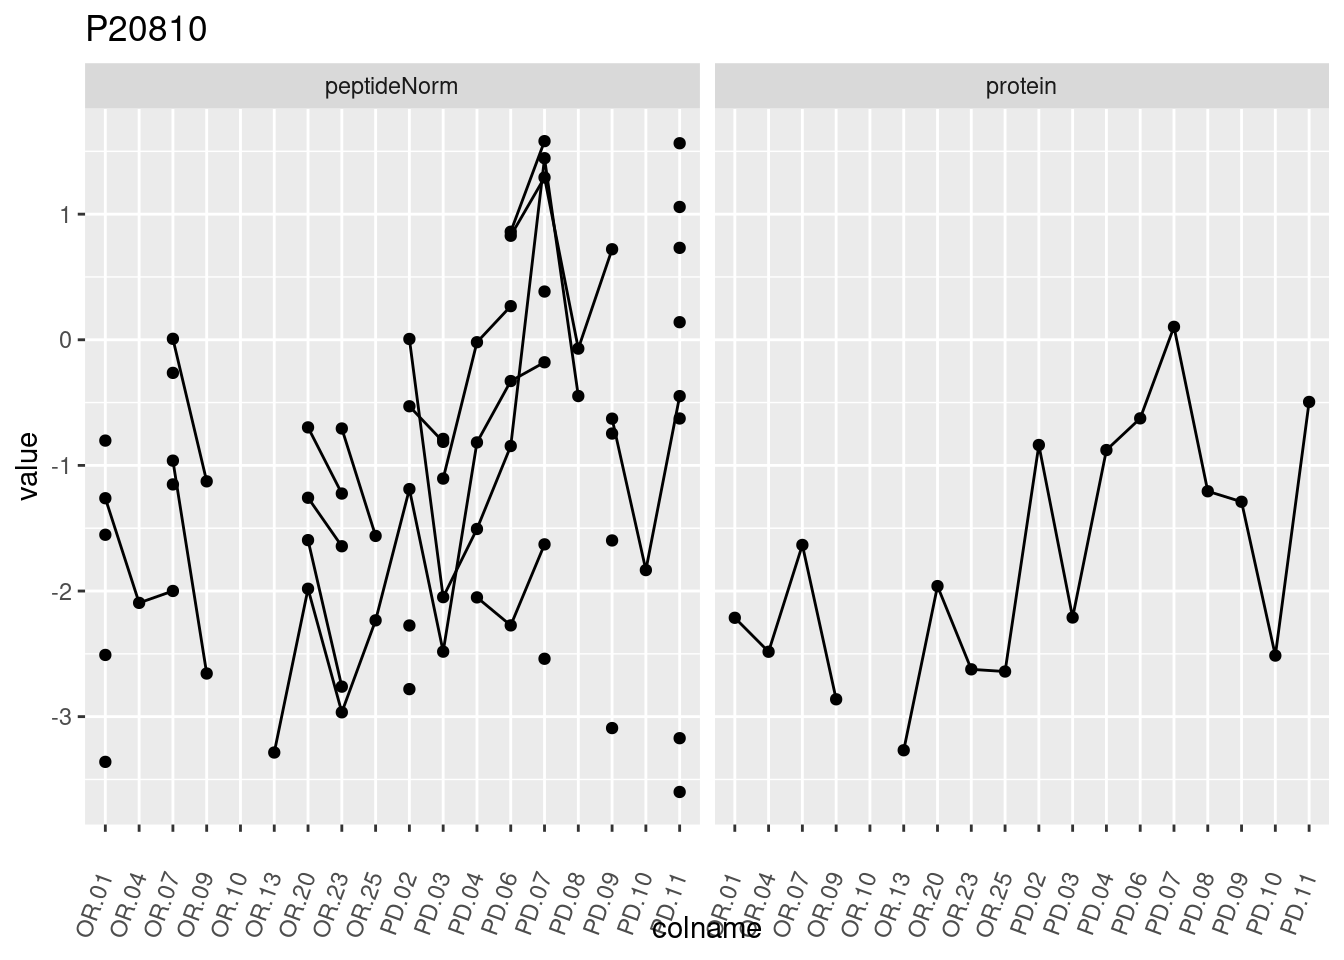 P20810
peptideNorm protein
value
1
0
-1
-2
-3
OR.01 OR.04 OR.07 OR.09 OR.10 OR.13 OR.20 OR.23 OR.25 PD.02 PD.03 PD.04 PD.06 PD.07 PD.08 PD.09 PD.10 PD.11 OR.01 OR.04 OR.07 OR.09 OR.10 OR.13 OR.20 OR.23 OR.25 PD.02 PD.03 PD.04 PD.06 PD.07 PD.08 PD.09 PD.10 PD.11
colname